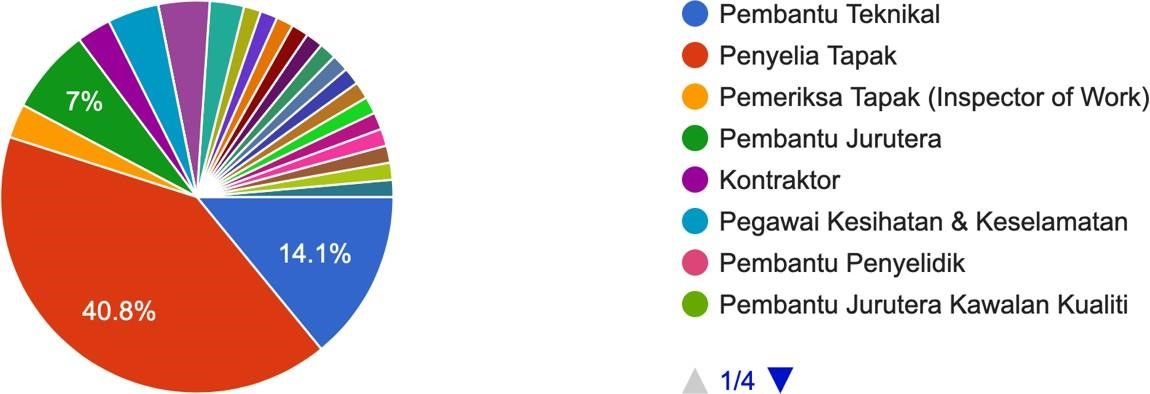 7%
14.1%
40.8%
Pembantu Teknikal
Penyelia Tapak
Pemeriksa Tapak (Inspector of Work)
Pembantu Jurutera
Kontraktor
Pegawai Kesihatan & Keselamatan
Pembantu Penyelidik
Pembantu Jurutera Kawalan Kualiti
1/4